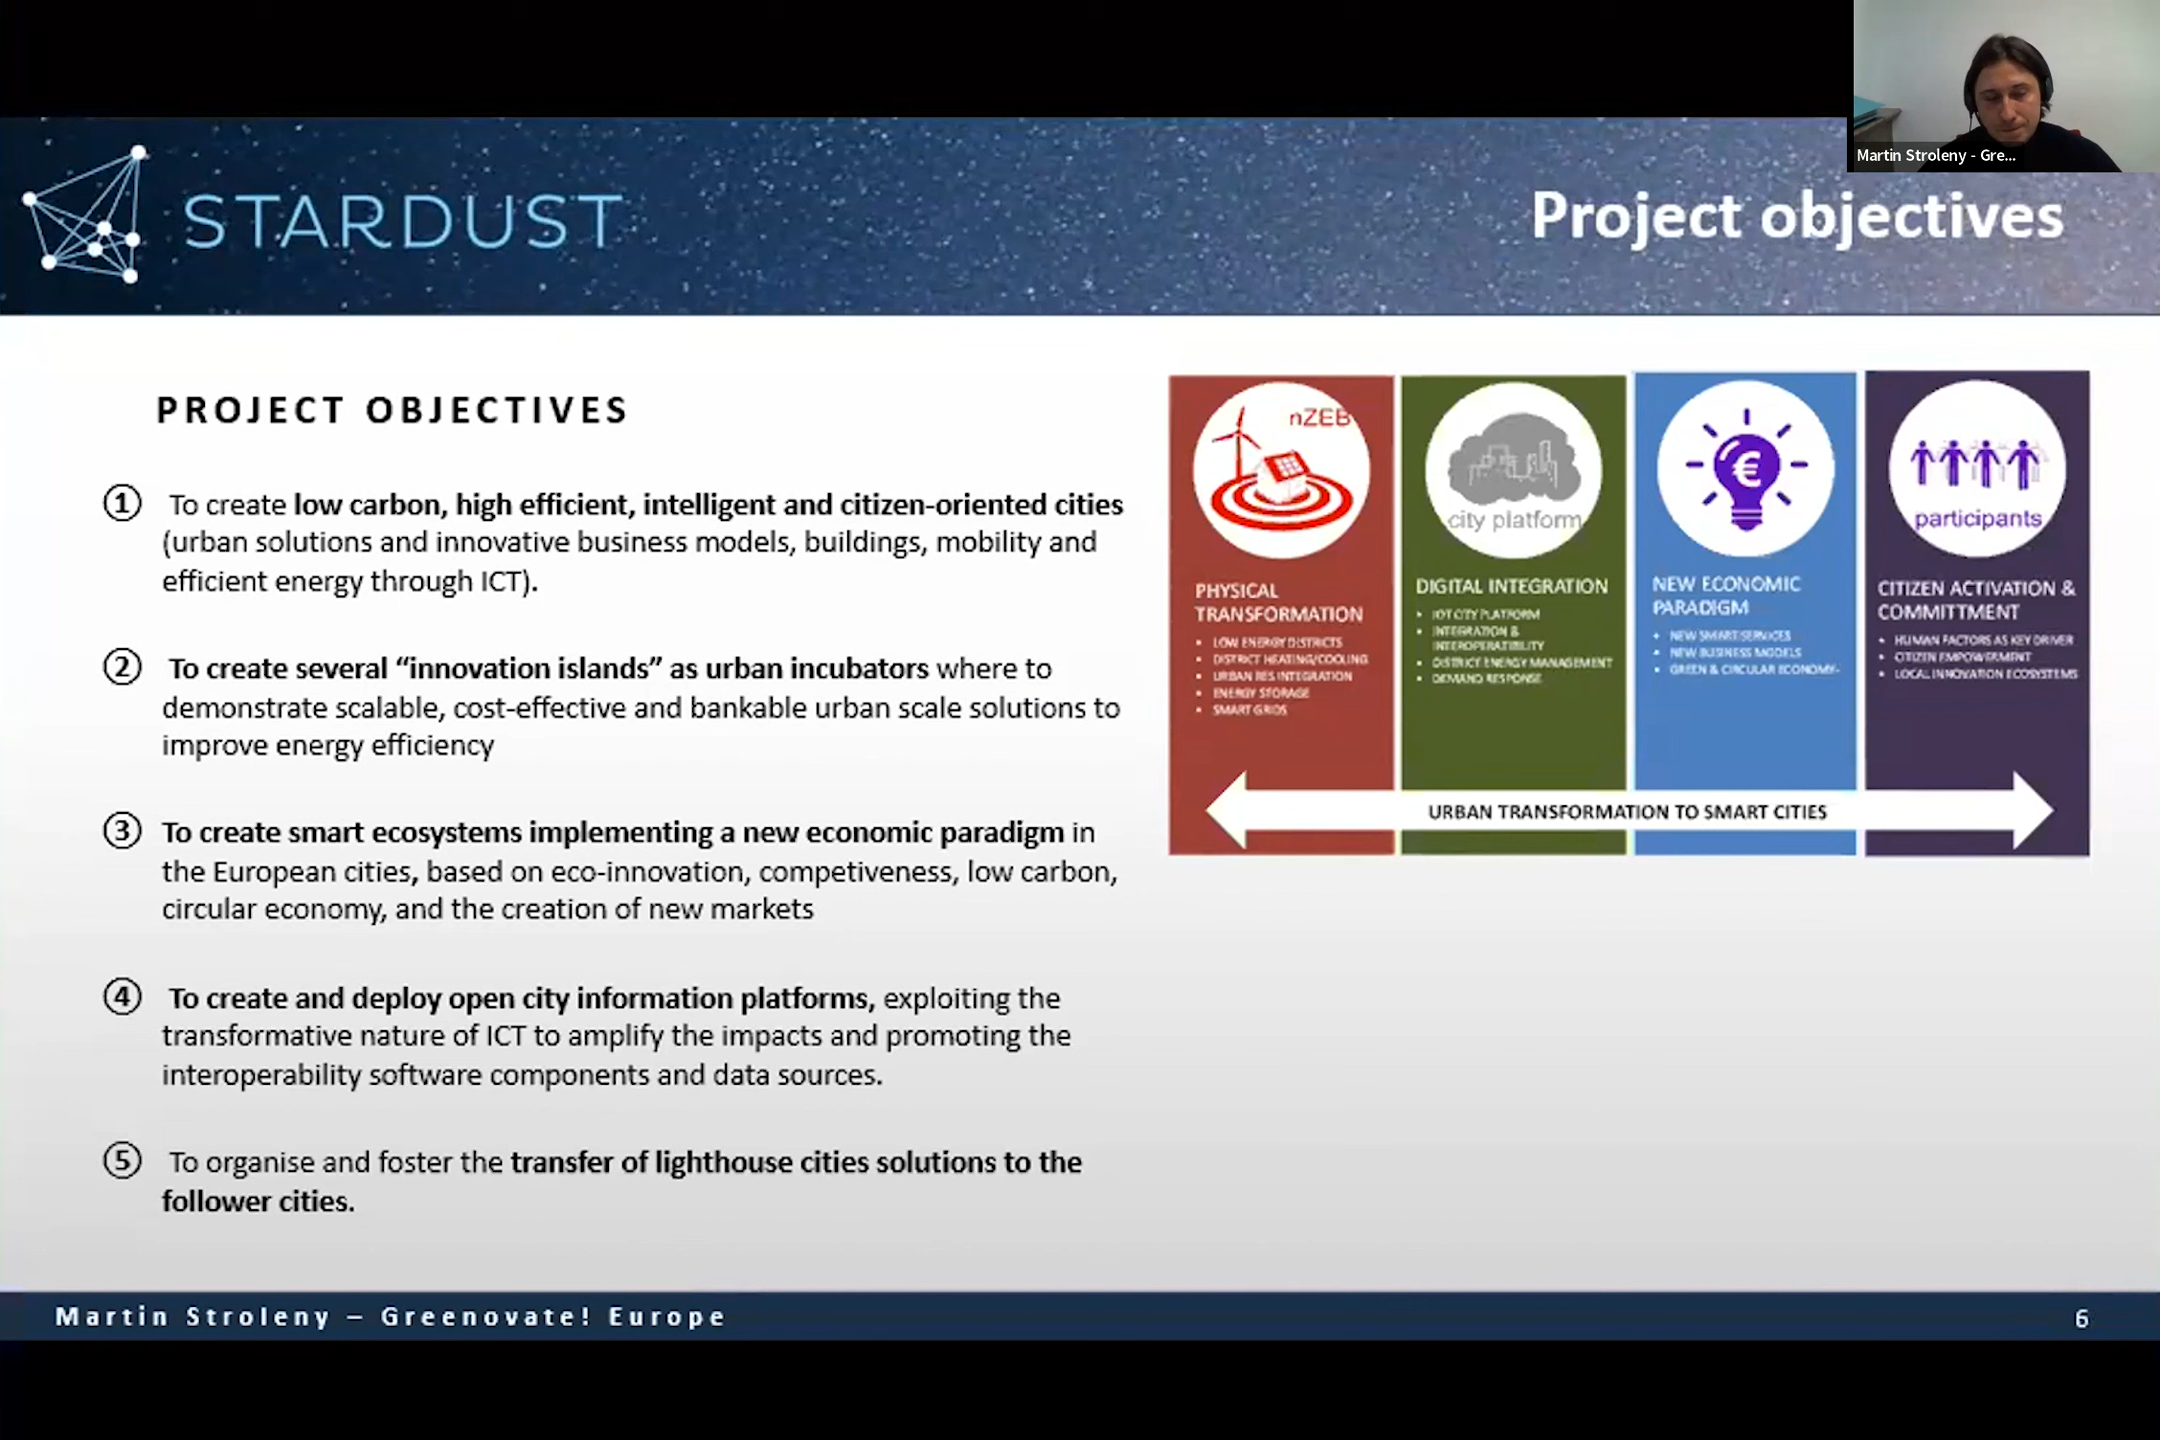 Martin Stroleny - Gre...
STARDUST
Project objectives
PROJECT OBJECTIVES
① To create low carbon, high efficient, intelligent and citizen-oriented cities
(urban solutions and innovative business models, buildings, mobility and
efficient energy through ICT).
② To create several “innovation islands” as urban incubators where to
demonstrate scalable, cost-effective and bankable urban scale solutions to
improve energy efficiency
③ To create smart ecosystems implementing a new economic paradigm in
the European cities, based on eco-innovation, competiveness, low carbon,
circular economy, and the creation of new markets
④ To create and deploy open city information platforms, exploiting the
transformative nature of ICT to amplify the impacts and promoting the
interoperability software components and data sources.
⑤ To organise and foster the transfer of lighthouse cities solutions to the
follower cities.
nZEB
PHYSICAL
TRANSFORMATION
• LOW ENERGY DISTRICTS
• DISTRICT HEATING/COOLING
• URBAN RES INTEGRATION
• ENERGY STORAGE
• SMART GRIDS
city platform
DIGITAL INTEGRATION
• IOT CITY PLATFORM
• INTEGRATION &
INTEROPERATIBILITY
• DISTRICT ENERGY MANAGEMENT
• DEMAND RESPONSE
€
NEW ECONOMIC
PARADIGM
• NEW SMART SERVICES
• NEW BUSINESS MODELS
• GREEN & CIRCULAR ECONOMY-
participants
CITIZEN ACTIVATION &
COMMITTMENT
• HUMAN FACTORS AS KEY DRIVER
• CITIZEN EMPOWERMENT
• LOCAL INNOVATION ECOSYSTEMS
URBAN TRANSFORMATION TO SMART CITIES
Martin Stroleny – Greenovate! Europe
6